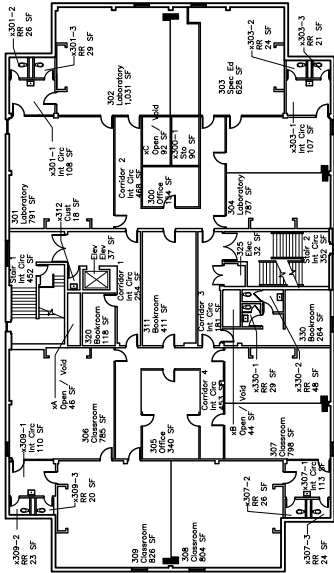 x301-2
RR
26 SF
x301-3
RR
29
302
Laboratory
1,031 SF
303
Spec Ed
628 SF
x303-2
RR
24 SF
x303-3
RR
21 SF
x301-1
Int Circ
108 SF
xC
Open
92 SF
Void
x300-1
Sto
90 SF
x303-1
Int Circ
107 SF
301
Laboratory
791 SF
x312
Cust
18 SF
Corridor 2
Int Circ
468 SF
300
Office
SF
304
Laboratory
787 SF
Stair 1
Int Circ
452 SF
Elev
Elev
37 SF
Corridor 1
Int Circ
254 SF
311
Bookroom
411 SF
Corridor 3
Int Circ
181 SF
x325
Elec
32 SF
Stair 2
Int Circ
352 SF
320
Bookroom
118 SF
330
Bookroom
264 SF
xA
Open
46 SF
Void
306
Classroom
785 SF
305
Office
340 SF
Corridor 4
Int Circ
453 SF
xB
Open
44 SF
Void
x330-1
RR
29 SF
x330-2
RR
48 SF
307
Classroom
798 SF
x309-1
Int Circ
110 SF
x309-2
RR
23 SF
x309-3
RR
20 SF
309
Classroom
826 SF
308
Classroom
804 SF
x307-2
RR
26 SF
x307-1
Int Circ
113 SF
x307-3
RR
24 SF